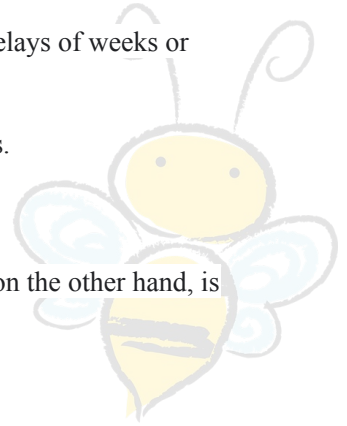 elays of weeks or
s.
on the other hand, is